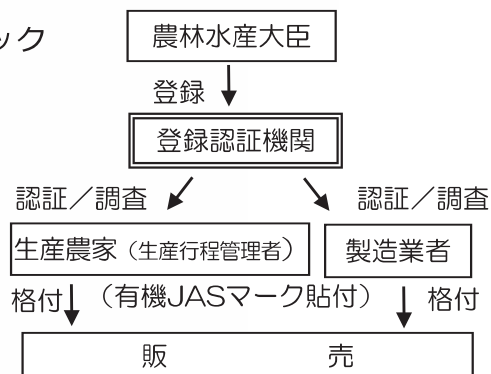 ック
農林水産大臣
登録
登録認証機関
認証／調査 認証／調査
生産農家（生産行程管理者） 製造業者
格付 （有機JASマーク貼付） 格付
販 売